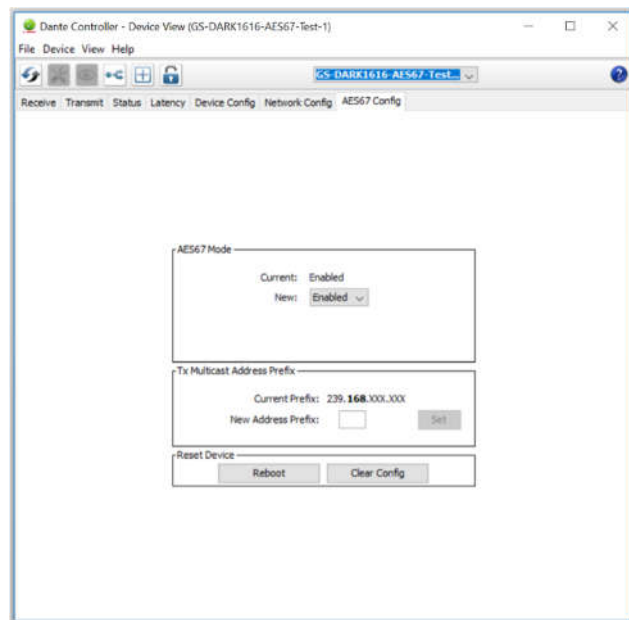 Dante Controller - Device View (GS-DARK1616-AES67-Test-1)
File Device View Help
GS-DARK1616-AES67-Test...
?
Receive Transmit Status Latency Device Config Network Config AES67 Config
AES67 Mode
Current: Enabled
New: Enabled
Tx Multicast Address Prefix
Current Prefix: 239.168.XXX.XXX
New Address Prefix: Set
Reset Device
Reboot Clear Config